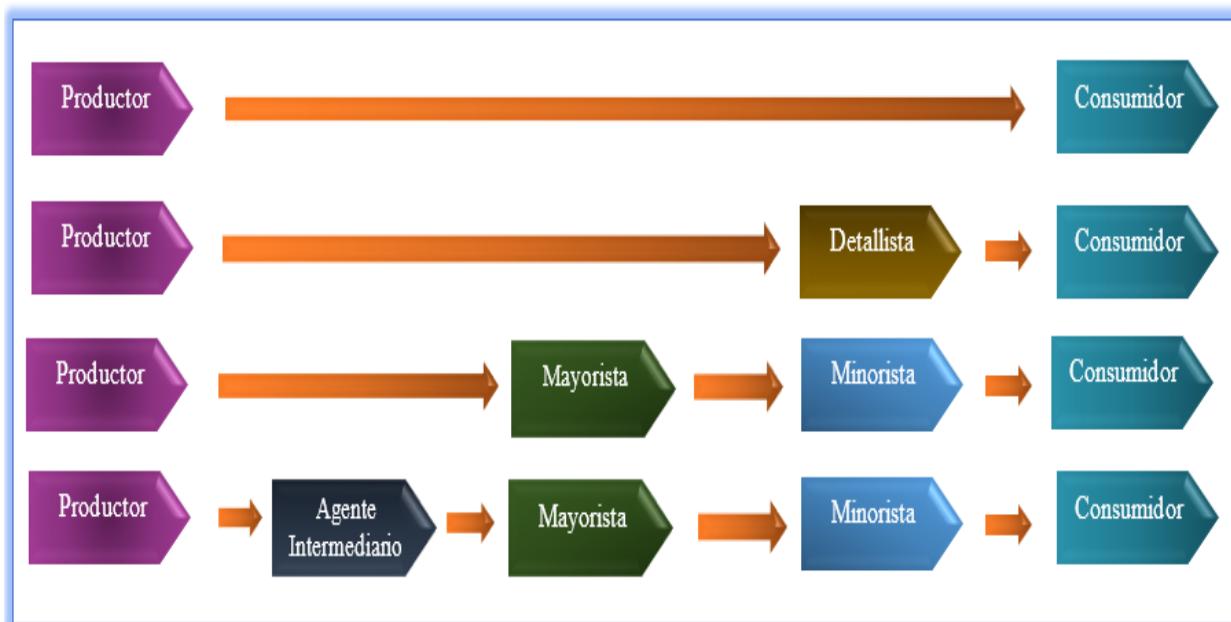 Productor
Consumidor
Productor
Detallista
Consumidor
Productor
Mayorista
Minorista
Consumidor
Productor
Agente
Intermediario
Mayorista
Minorista
Consumidor